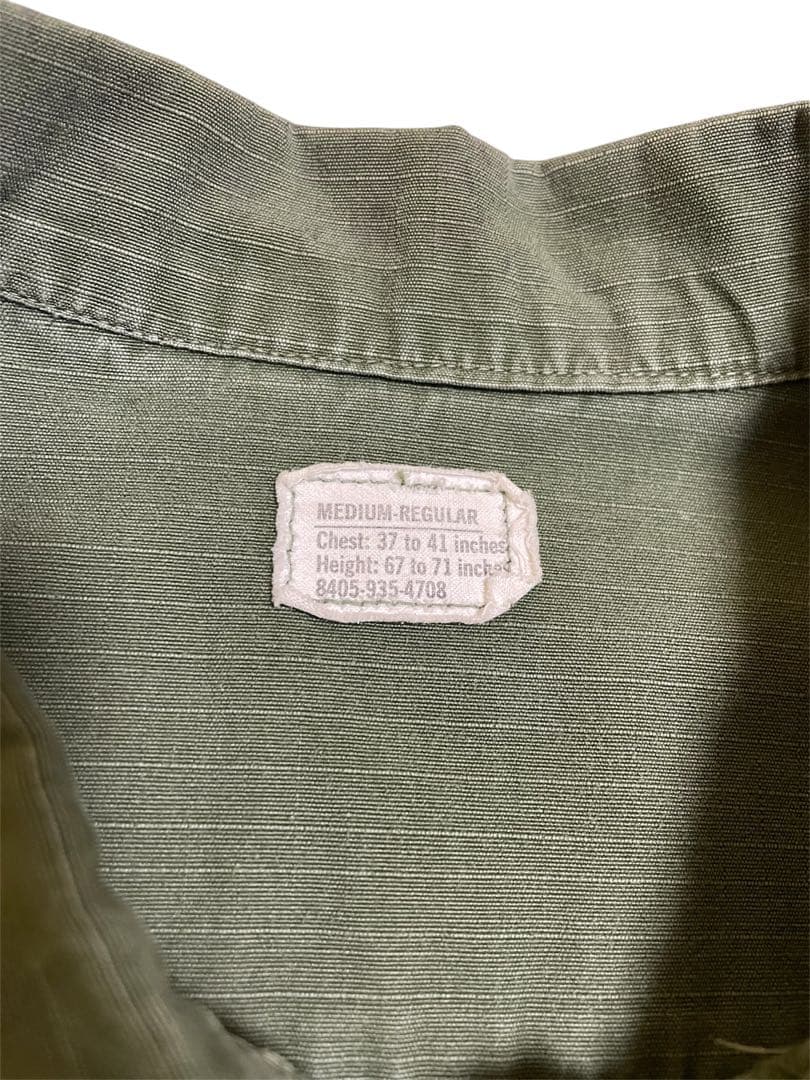 MEDIUM-REGULAR
Chest: 37 to 41 inches
Height: 67 to 71 inches
8405-935-4708